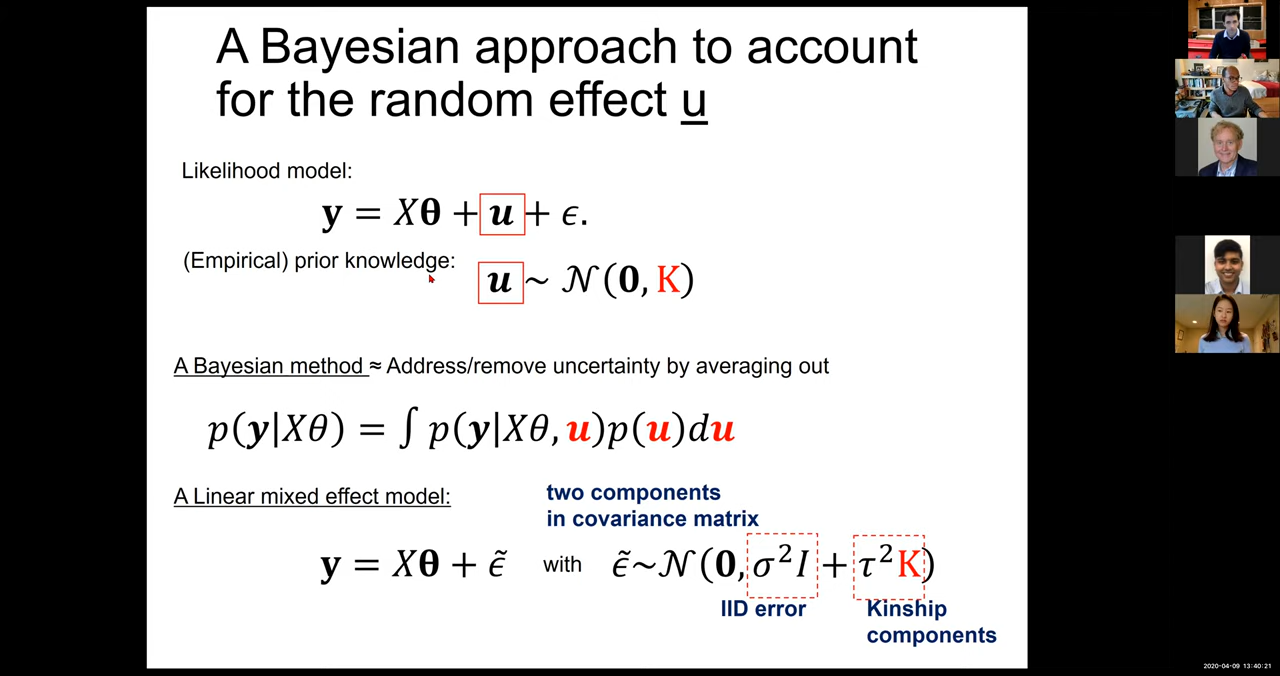 A Bayesian approach to account
for the random effect u
Likelihood model:
𝐲 = 𝑋𝛉 + 𝒖 + 𝜖.
(Empirical) prior knowledge:
𝒖 ~ 𝒩(𝟎, K)
A Bayesian method ≈ Address/remove uncertainty by averaging out
𝑝(𝒚|𝑋𝜃) = ∫ 𝑝(𝒚|𝑋𝜃, 𝒖)𝑝(𝒖)𝑑𝒖
A Linear mixed effect model:
two components
in covariance matrix
𝐲 = 𝑋𝛉 + 𝜖̃ with 𝜖̃~𝒩(𝟎, 𝜎²𝐼 + 𝜏²K)
IID error
Kinship
components
2020-04-09 13:40:21